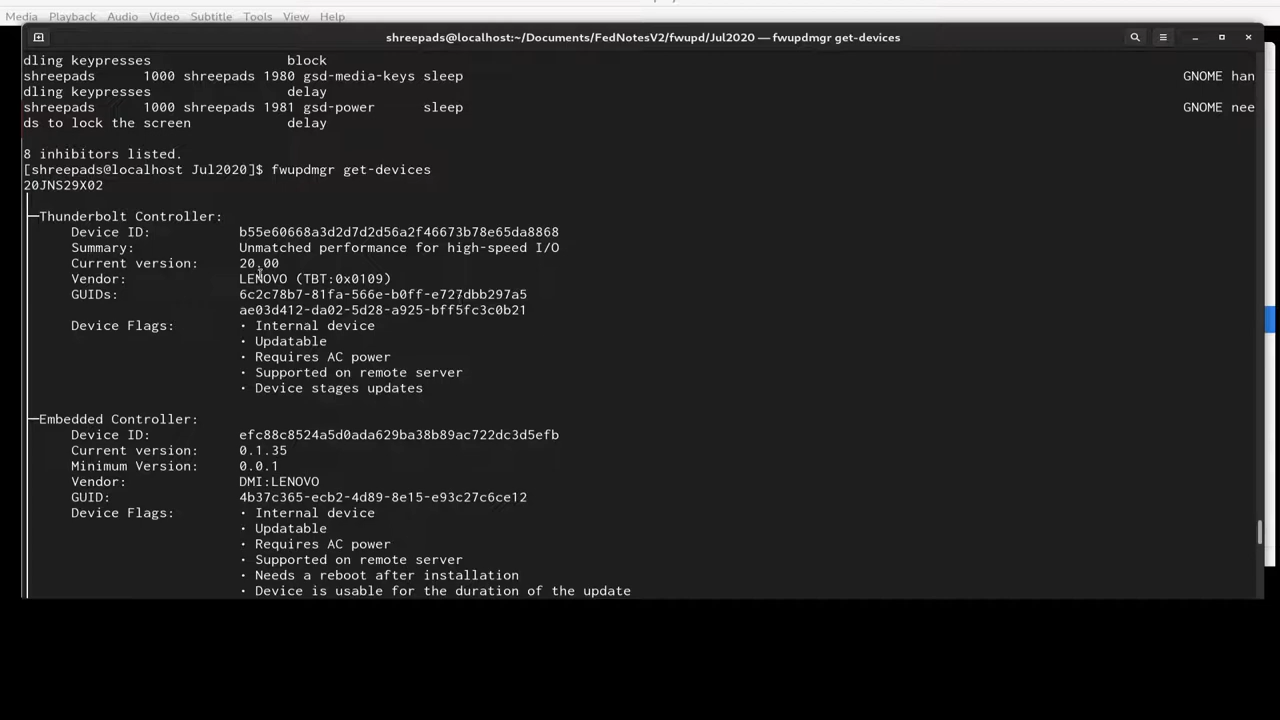 Media Playback Audio Video Subtitle Tools View Help
shreepads@localhost:~/Documents/FedNotesV2/fwupd/Jul2020 — fwupdmgr get-devices
dling keypresses block
shreepads 1000 shreepads 1980 gsd-media-keys sleep GNOME han
dling keypresses delay
shreepads 1000 shreepads 1981 gsd-power sleep GNOME nee
ds to lock the screen delay
8 inhibitors listed.
[shreepads@localhost Jul2020]$ fwupdmgr get-devices
20JNS29X02
Thunderbolt Controller:
Device ID: b55e60668a3d2d7d2d56a2f46673b78e65da8868
Summary: Unmatched performance for high-speed I/O
Current version: 20.00
Vendor: LENOVO (TBT:0x0109)
GUIDs: 6c2c78b7-81fa-566e-b0ff-e727dbb297a5
ae03d412-da02-5d28-a925-bff5fc3c0b21
Device Flags: · Internal device
· Updatable
· Requires AC power
· Supported on remote server
· Device stages updates
Embedded Controller:
Device ID: efc88c8524a5d0ada629ba38b89ac722dc3d5efb
Current version: 0.1.35
Minimum Version: 0.0.1
Vendor: DMI:LENOVO
GUID: 4b37c365-ecb2-4d89-8e15-e93c27c6ce12
Device Flags: · Internal device
· Updatable
· Requires AC power
· Supported on remote server
· Needs a reboot after installation
· Device is usable for the duration of the update